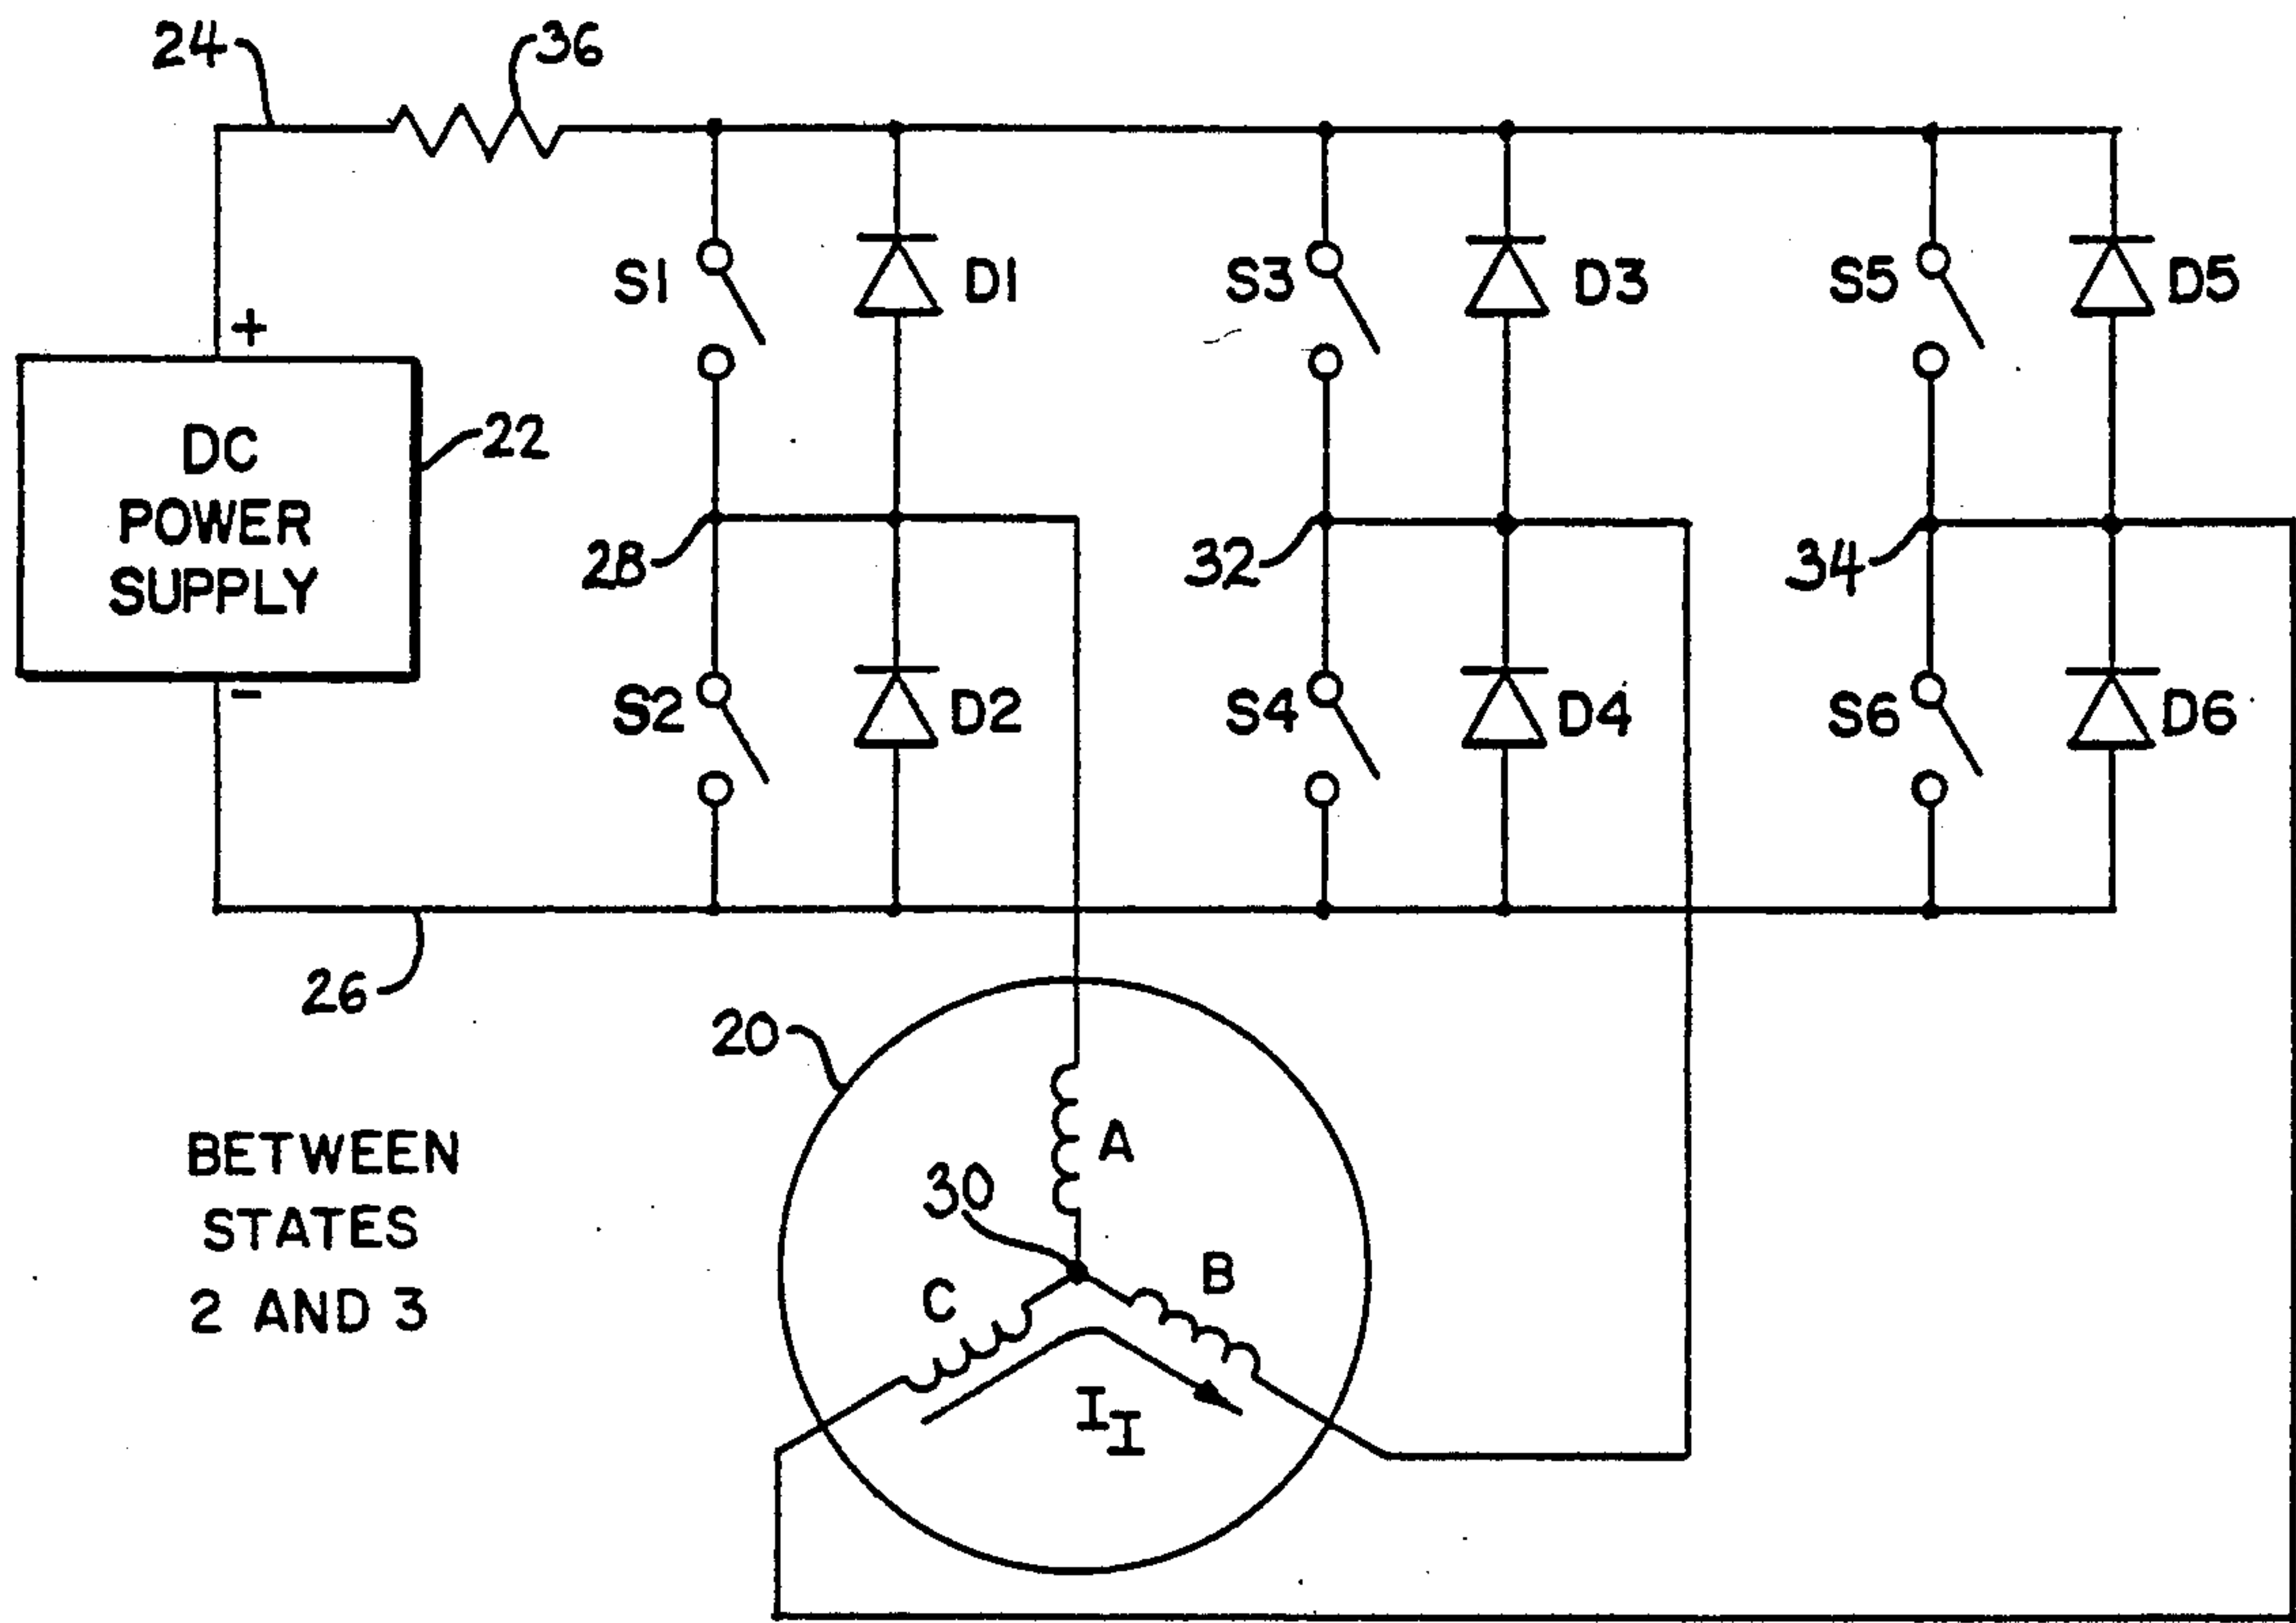 24
36
S1
D1
S3
D3
S5
D5
+
DC
POWER
SUPPLY
22
28
32
34
-
S2
D2
S4
D4
S6
D6
26
20
A
30
B
C
I I
BETWEEN
STATES
2 AND 3